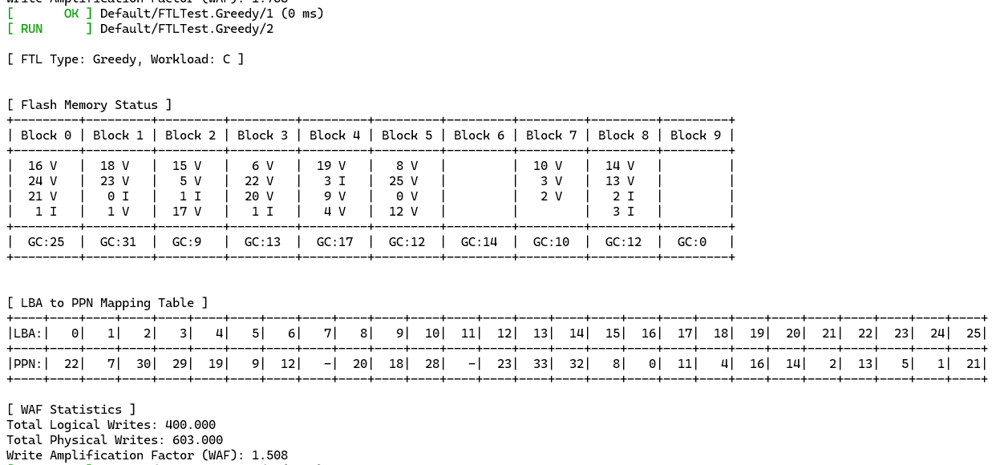 Write Amplification Factor (WAF): 1.768
[       OK ] Default/FTLTest.Greedy/1 (0 ms)
[ RUN      ] Default/FTLTest.Greedy/2
[ FTL Type: Greedy, Workload: C ]
[ Flash Memory Status ]
+---------+---------+---------+---------+---------+---------+---------+---------+---------+---------+
| Block 0 | Block 1 | Block 2 | Block 3 | Block 4 | Block 5 | Block 6 | Block 7 | Block 8 | Block 9 |
+---------+---------+---------+---------+---------+---------+---------+---------+---------+---------+
|  16 V   |  18 V   |  15 V   |   6 V   |  19 V   |   8 V   |         |  10 V   |  14 V   |         |
|  24 V   |  23 V   |   5 V   |  22 V   |   3 I   |  25 V   |         |   3 V   |  13 V   |         |
|  21 V   |   0 I   |   1 I   |  20 V   |   9 V   |   0 V   |         |   2 V   |   2 I   |         |
|   1 I   |   1 V   |  17 V   |   1 I   |   4 V   |  12 V   |         |         |   3 I   |         |
+---------+---------+---------+---------+---------+---------+---------+---------+---------+---------+
|  GC:25  |  GC:31  |  GC:9   |  GC:13  |  GC:17  |  GC:12  |  GC:14  |  GC:10  |  GC:12  |  GC:0   |
+---------+---------+---------+---------+---------+---------+---------+---------+---------+---------+
[ LBA to PPN Mapping Table ]
+----+----+----+----+----+----+----+----+----+----+----+----+----+----+----+----+----+----+----+----+----+----+----+----+----+----+----+
|LBA:|   0|   1|   2|   3|   4|   5|   6|   7|   8|   9|  10|  11|  12|  13|  14|  15|  16|  17|  18|  19|  20|  21|  22|  23|  24|  25|
+----+----+----+----+----+----+----+----+----+----+----+----+----+----+----+----+----+----+----+----+----+----+----+----+----+----+----+
|PPN:|  22|   7|  30|  29|  19|   9|  12|   -|  20|  18|  28|   -|  23|  33|  32|   8|   0|  11|   4|  16|  14|   2|  13|   5|   1|  21|
+----+----+----+----+----+----+----+----+----+----+----+----+----+----+----+----+----+----+----+----+----+----+----+----+----+----+----+
[ WAF Statistics ]
Total Logical Writes: 400.000
Total Physical Writes: 603.000
Write Amplification Factor (WAF): 1.508